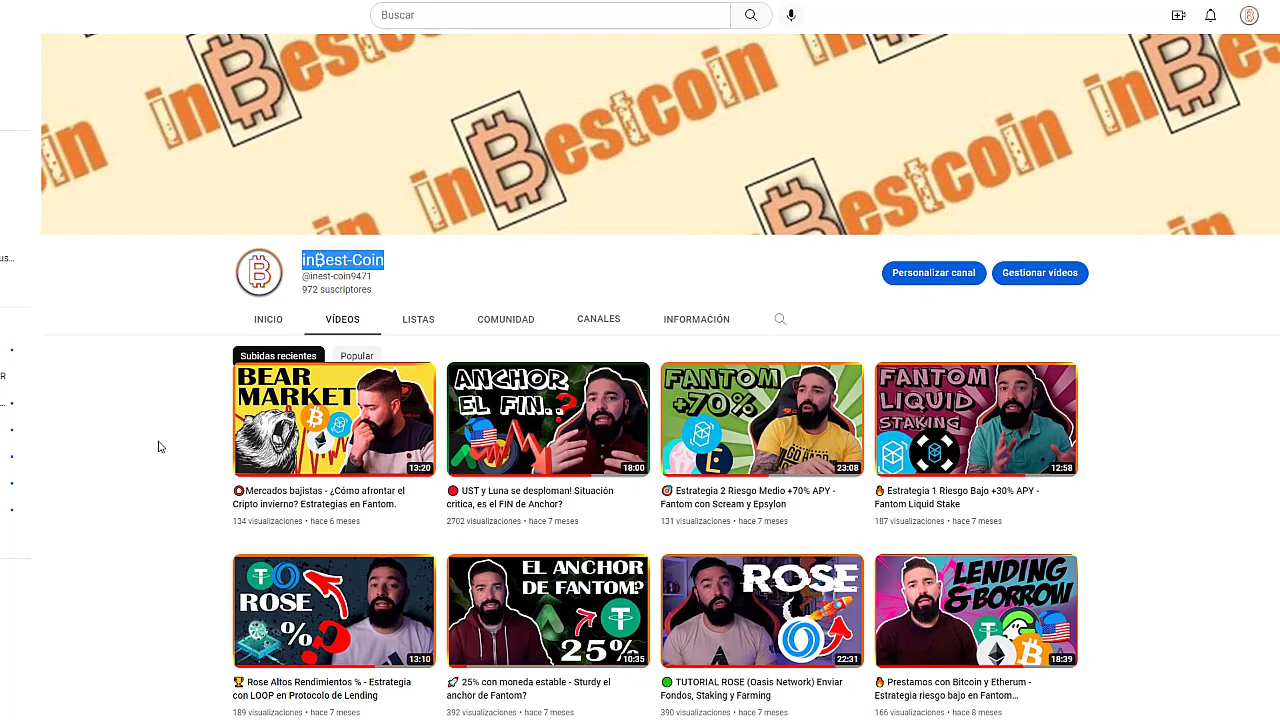 Buscar
inBestcoin
inBestcoin
inBestcoin
us...
R
...
in₿est-Coin
@inest-coin9471
972 suscriptores
Personalizar canal
Gestionar vídeos
INICIO
VÍDEOS
LISTAS
COMUNIDAD
CANALES
INFORMACIÓN
Subidas recientes
Popular
BEAR
MARKET
13:20
ANCHOR
EL FIN..?
18:00
FANTOM
+70%
23:08
FANTOM
LIQUID
STAKING
12:58
⭕Mercados bajistas - ¿Cómo afrontar el
Cripto invierno? Estrategias en Fantom.
134 visualizaciones • hace 6 meses
🔴 UST y Luna se desploman! Situación
critica, es el FIN de Anchor?
2702 visualizaciones • hace 7 meses
🎯 Estrategia 2 Riesgo Medio +70% APY -
Fantom con Scream y Epsylon
131 visualizaciones • hace 7 meses
🔥 Estrategia 1 Riesgo Bajo +30% APY -
Fantom Liquid Stake
187 visualizaciones • hace 7 meses
ROSE
%?
13:10
EL ANCHOR
DE FANTOM?
25%
10:35
ROSE
22:31
LENDING
&BORROW
18:39
🏆 Rose Altos Rendimientos % - Estrategia
con LOOP en Protocolo de Lending
189 visualizaciones • hace 7 meses
🚀 25% con moneda estable - Sturdy el
anchor de Fantom?
392 visualizaciones • hace 7 meses
🟢 TUTORIAL ROSE (Oasis Network) Enviar
Fondos, Staking y Farming
390 visualizaciones • hace 7 meses
🔥 Prestamos con Bitcoin y Etherum -
Estrategia riesgo bajo en Fantom...
166 visualizaciones • hace 8 meses